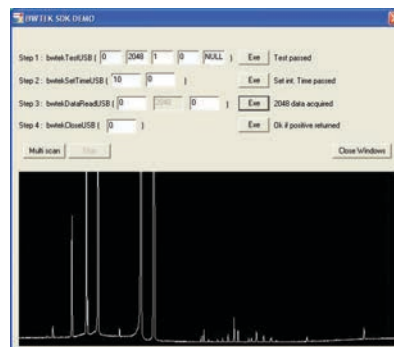 BWTEK SDK DEMO
Step 1 : bwtekTestUSB ( 0 2048 1 0 NULL ) Exe Test passed
Step 2 : bwtekSetTimeUSB ( 10 0 ) Exe Set int. Time passed
Step 3 : bwtekDataReadUSB ( 0 2048 0 ) Exe 2048 data acquired
Step 4 : bwtekCloseUSB ( 0 ) Exe Ok if positive returned
Multi scan Close Windows